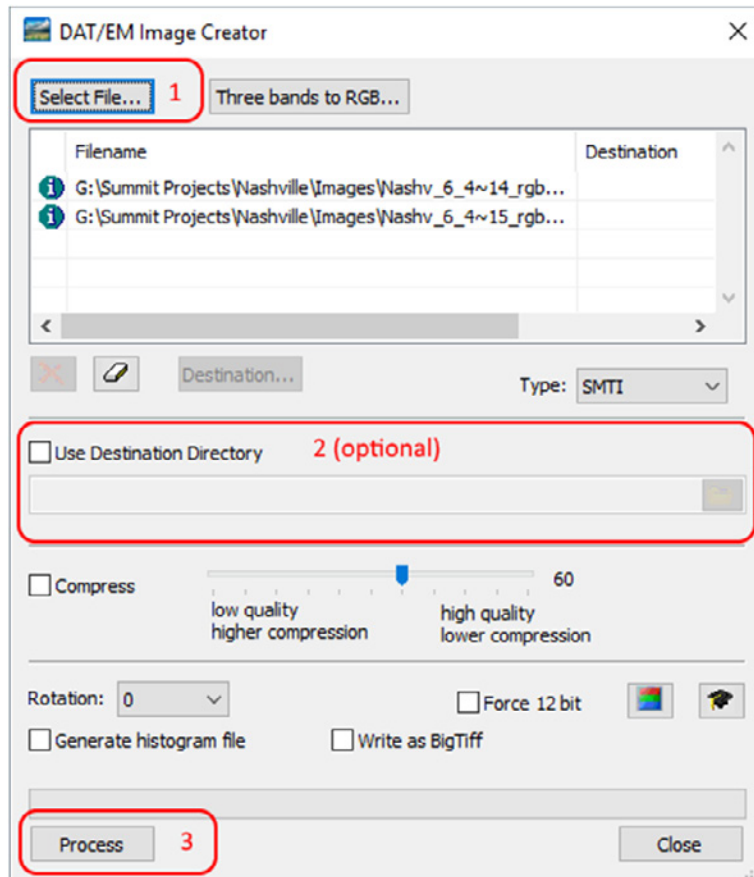 DAT/EM Image Creator
Select File... 1 Three bands to RGB...
Filename Destination
G:\Summit Projects\Nashville\Images\Nashv_6_4~14_rgb...
G:\Summit Projects\Nashville\Images\Nashv_6_4~15_rgb...
Destination... Type: SMTI
Use Destination Directory 2 (optional)
Compress 60
low quality high quality
higher compression lower compression
Rotation: 0 Force 12 bit
Generate histogram file Write as BigTiff
Process 3 Close